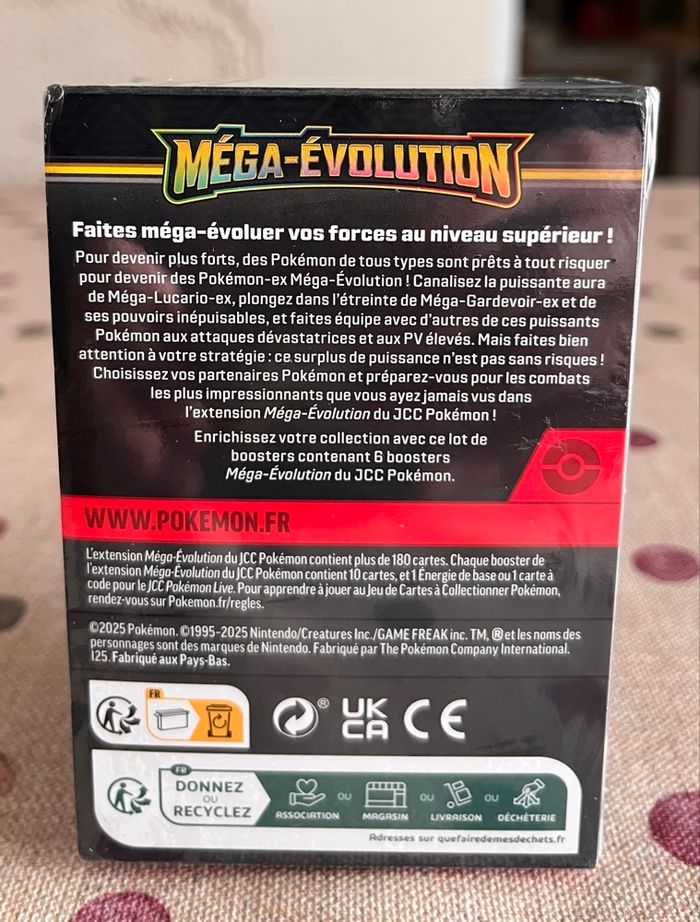 MÉGA-ÉVOLUTION
Faites méga-évoluer vos forces au niveau supérieur !
Pour devenir plus forts, des Pokémon de tous types sont prêts à tout risquer
pour devenir des Pokémon-ex Méga-Évolution ! Canalisez la puissante aura
de Méga-Lucario-ex, plongez dans l'étreinte de Méga-Gardevoir-ex et de
ses pouvoirs inépuisables, et faites équipe avec d'autres de ces puissants
Pokémon aux attaques dévastatrices et aux PV élevés. Mais faites bien
attention à votre stratégie : ce surplus de puissance n'est pas sans risques !
Choisissez vos partenaires Pokémon et préparez-vous pour les combats
les plus impressionnants que vous ayez jamais vus dans
l'extension Méga-Évolution du JCC Pokémon !
Enrichissez votre collection avec ce lot de
boosters contenant 6 boosters
Méga-Évolution du JCC Pokémon.
WWW.POKEMON.FR
L'extension Méga-Évolution du JCC Pokémon contient plus de 180 cartes. Chaque booster de
l'extension Méga-Évolution du JCC Pokémon contient 10 cartes, et 1 Énergie de base ou 1 carte à
code pour le JCC Pokémon Live. Pour apprendre à jouer au Jeu de Cartes à Collectionner Pokémon,
rendez-vous sur Pokemon.fr/regles.
©2025 Pokémon. ©1995-2025 Nintendo/Creatures Inc./GAME FREAK inc. TM, ® et les noms des
personnages sont des marques de Nintendo. Fabriqué par The Pokémon Company International.
125. Fabriqué aux Pays-Bas.
FR
®
UK
CA
CE
FR
DONNEZ
OU
RECYCLEZ
ASSOCIATION OU MAGASIN OU LIVRAISON OU DÉCHÈTERIE
Adresses sur quefairedemesdechets.fr